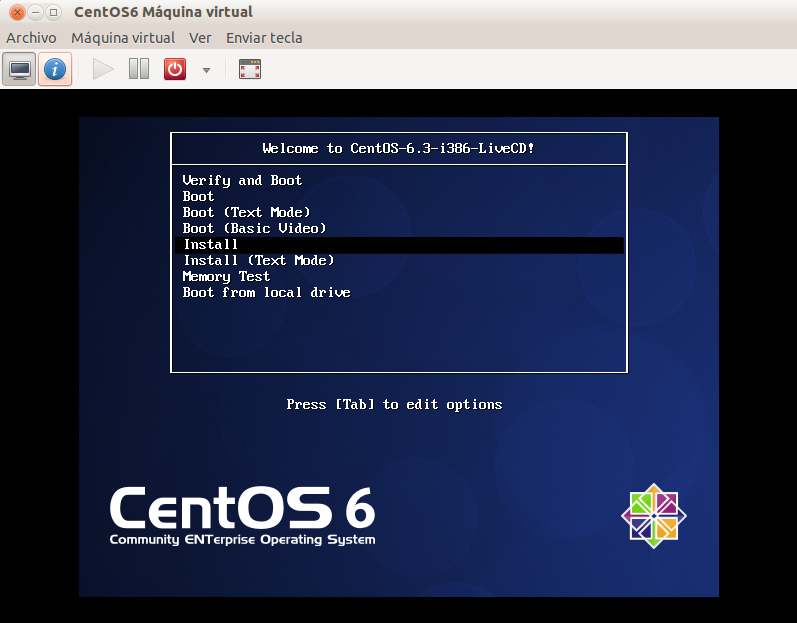 CentOS6 Máquina virtual
Archivo Máquina virtual Ver Enviar tecla
Welcome to CentOS-6.3-i386-LiveCD!
Verify and Boot
Boot
Boot (Text Mode)
Boot (Basic Video)
Install
Install (Text Mode)
Memory Test
Boot from local drive
Press [Tab] to edit options
CentOS 6
Community ENTerprise Operating System